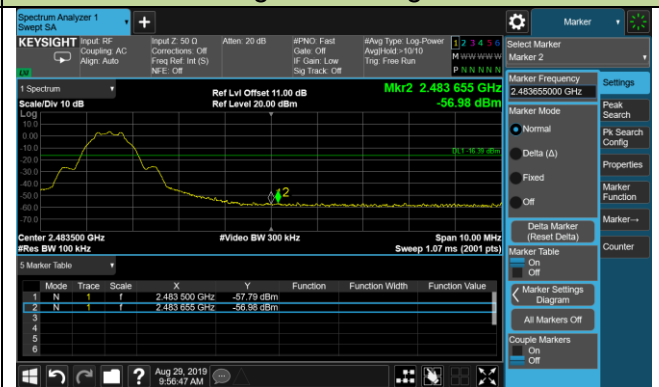 Spectrum Analyzer 1
Swept SA
Marker
KEYSIGHT
Input: RF
Coupling: AC
Align: Auto
Input Z: 50 Ω
Corrections: Off
Freq Ref: Int (S)
NFE: Off
Atten: 20 dB
#PNO: Fast
Gate: Off
IF Gain: Low
Sig Track: Off
#Avg Type: Log-Power
Avg|Hold:>10/10
Trig: Free Run
1 2 3 4 5 6
M W W W W W
P N N N N N
LXI
Select Marker
Marker 2
1 Spectrum
Scale/Div 10 dB
Log
Ref Lvl Offset 11.00 dB
Ref Level 20.00 dBm
Mkr2 2.483 655 GHz
-56.98 dBm
10.0
0.00
-10.0
-20.0
-30.0
-40.0
-50.0
-60.0
-70.0
DL1 -16.39 dBm
2
Center 2.483500 GHz
#Res BW 100 kHz
#Video BW 300 kHz
Span 10.00 MHz
Sweep 1.07 ms (2001 pts)
5 Marker Table
Mode Trace Scale X Y Function Function Width Function Value
1 N 1 f 2.483 500 GHz -57.79 dBm
2 N 1 f 2.483 655 GHz -56.98 dBm
3
4
5
6
Marker Frequency
2.483655000 GHz
Marker Mode
Normal
Delta (Δ)
Fixed
Off
Delta Marker
(Reset Delta)
Marker Table
On
Off
Marker Settings
Diagram
All Markers Off
Couple Markers
On
Off
Settings
Peak
Search
Pk Search
Config
Properties
Marker
Function
Marker→
Counter
Aug 29, 2019
9:56:47 AM